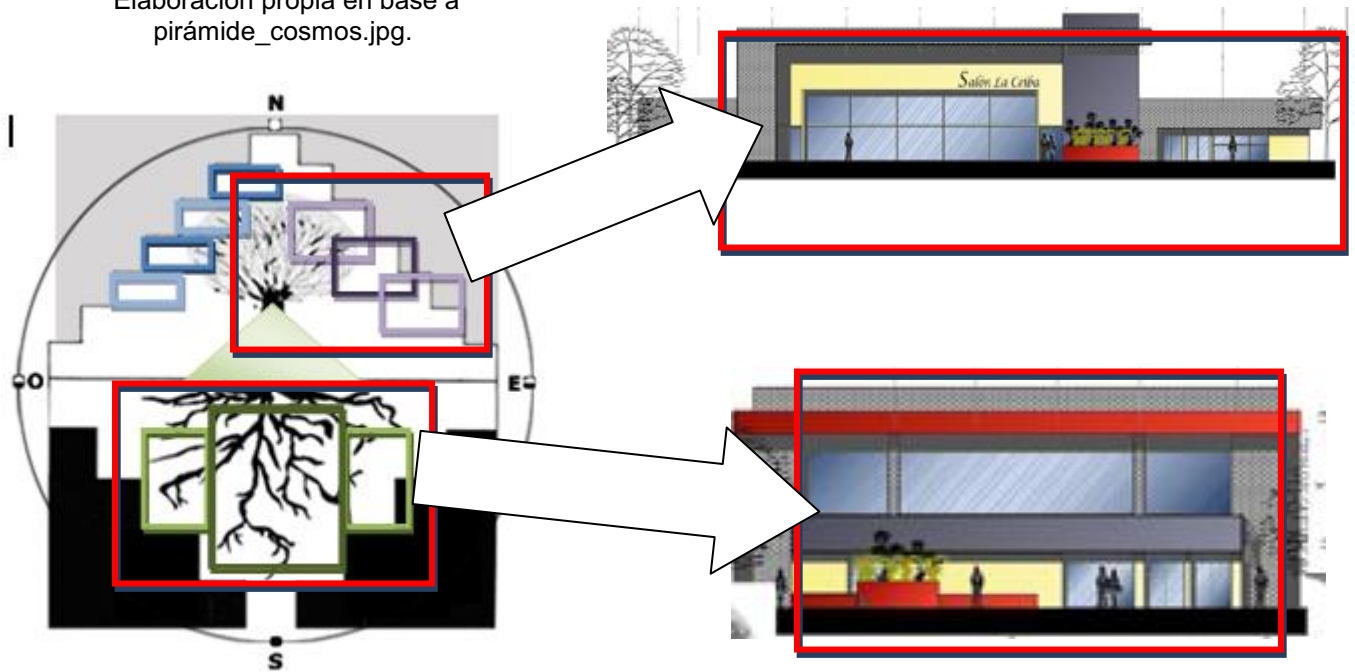 Elaboración propia en base a
pirámide_cosmos.jpg.
Salón La Ceiba
N
O
E
S